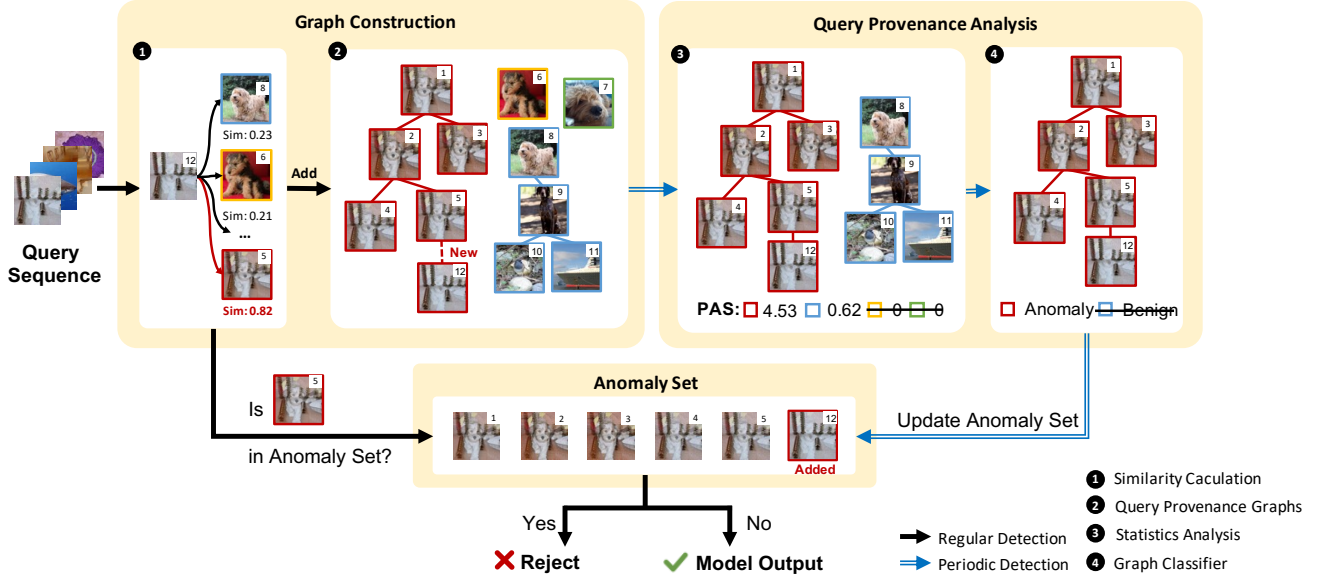 Graph Construction
Query Provenance Analysis
1
2
3
4
12
8
Sim: 0.23
6
Sim: 0.21
...
5
Sim: 0.82
Query
Sequence
Add
1
2
3
4
5
New
12
6
7
8
9
10
11
1
2
3
4
5
12
8
9
10
11
PAS: 4.53 0.62 0 0
1
2
3
4
5
12
Anomaly Benign
Is 5
in Anomaly Set?
Anomaly Set
1 2 3 4 5 12
Added
Update Anomaly Set
Yes
No
Reject
Model Output
Regular Detection
Periodic Detection
1 Similarity Caculation
2 Query Provenance Graphs
3 Statistics Analysis
4 Graph Classifier